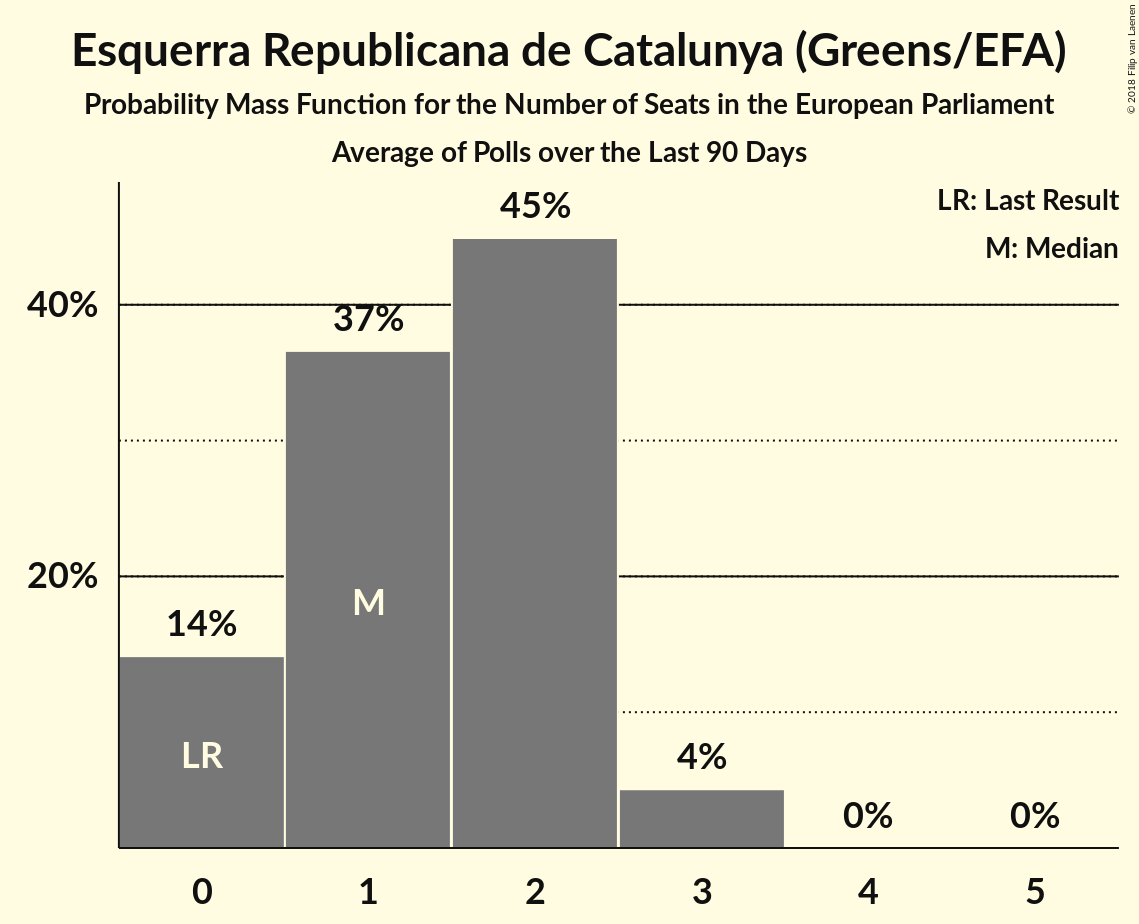 Esquerra Republicana de Catalunya (Greens/EFA)
Probability Mass Function for the Number of Seats in the European Parliament
Average of Polls over the Last 90 Days
© 2018 Filip van Laenen
LR: Last Result
M: Median
45%
40%
37%
20%
14%
M
LR
4%
0%
0%
0 1 2 3 4 5